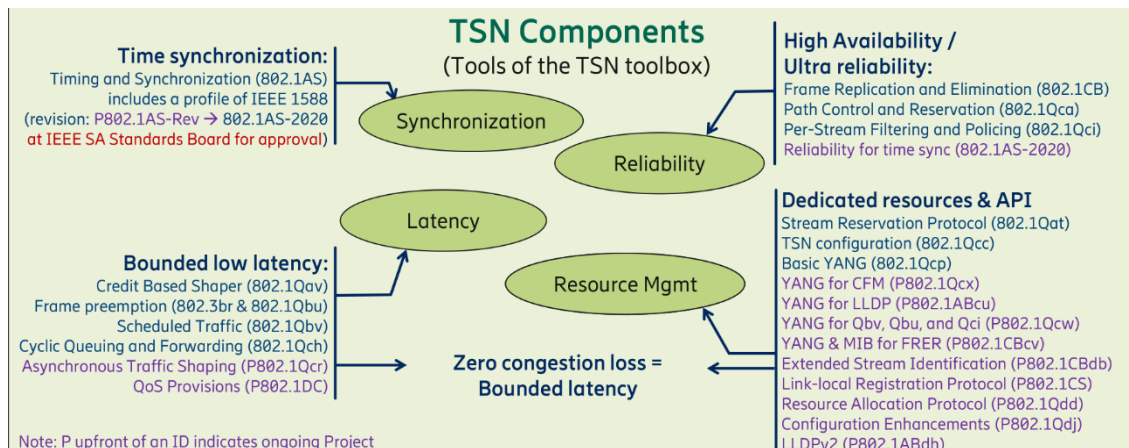 TSN Components
(Tools of the TSN toolbox)
Time synchronization:
Timing and Synchronization (802.1AS)
includes a profile of IEEE 1588
(revision: P802.1AS-Rev → 802.1AS-2020
at IEEE SA Standards Board for approval)
Synchronization
High Availability /
Ultra reliability:
Frame Replication and Elimination (802.1CB)
Path Control and Reservation (802.1Qca)
Per-Stream Filtering and Policing (802.1Qci)
Reliability for time sync (802.1AS-2020)
Reliability
Latency
Bounded low latency:
Credit Based Shaper (802.1Qav)
Frame preemption (802.3br & 802.1Qbu)
Scheduled Traffic (802.1Qbv)
Cyclic Queuing and Forwarding (802.1Qch)
Asynchronous Traffic Shaping (P802.1Qcr)
QoS Provisions (P802.1DC)
Resource Mgmt
Dedicated resources & API
Stream Reservation Protocol (802.1Qat)
TSN configuration (802.1Qcc)
Basic YANG (802.1Qcp)
YANG for CFM (P802.1Qcx)
YANG for LLDP (P802.1ABcu)
YANG for Qbv, Qbu, and Qci (P802.1Qcw)
YANG & MIB for FRER (P802.1CBcv)
Extended Stream Identification (P802.1CBdb)
Link-local Registration Protocol (P802.1CS)
Resource Allocation Protocol (P802.1Qdd)
Configuration Enhancements (P802.1Qdj)
LLDPv2 (P802.1ABdh)
Zero congestion loss =
Bounded latency
Note: P upfront of an ID indicates ongoing Project